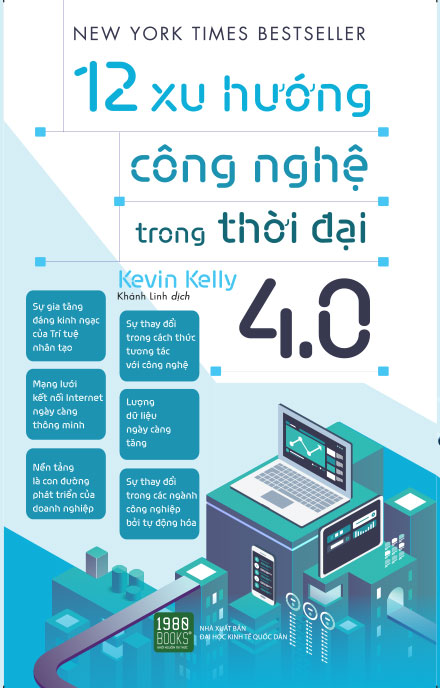 NEW YORK TIMES BESTSELLER
12 xu hướng
công nghệ
trong thời đại
4.0
Kevin Kelly
Khánh Linh dịch
Sự gia tăng
đáng kinh ngạc
của Trí tuệ
nhân tạo
Sự thay đổi
trong cách thức
tương tác
với công nghệ
Mạng lưới
kết nối Internet
ngày càng
thông minh
Lượng
dữ liệu
ngày càng
tăng
Nền tảng
là con đường
phát triển của
doanh nghiệp
Sự thay đổi
trong các ngành
công nghiệp
bởi tự động hóa
1980
BOOKS®
KHƠI NGUỒN TRI THỨC
NHÀ XUẤT BẢN
ĐẠI HỌC KINH TẾ QUỐC DÂN